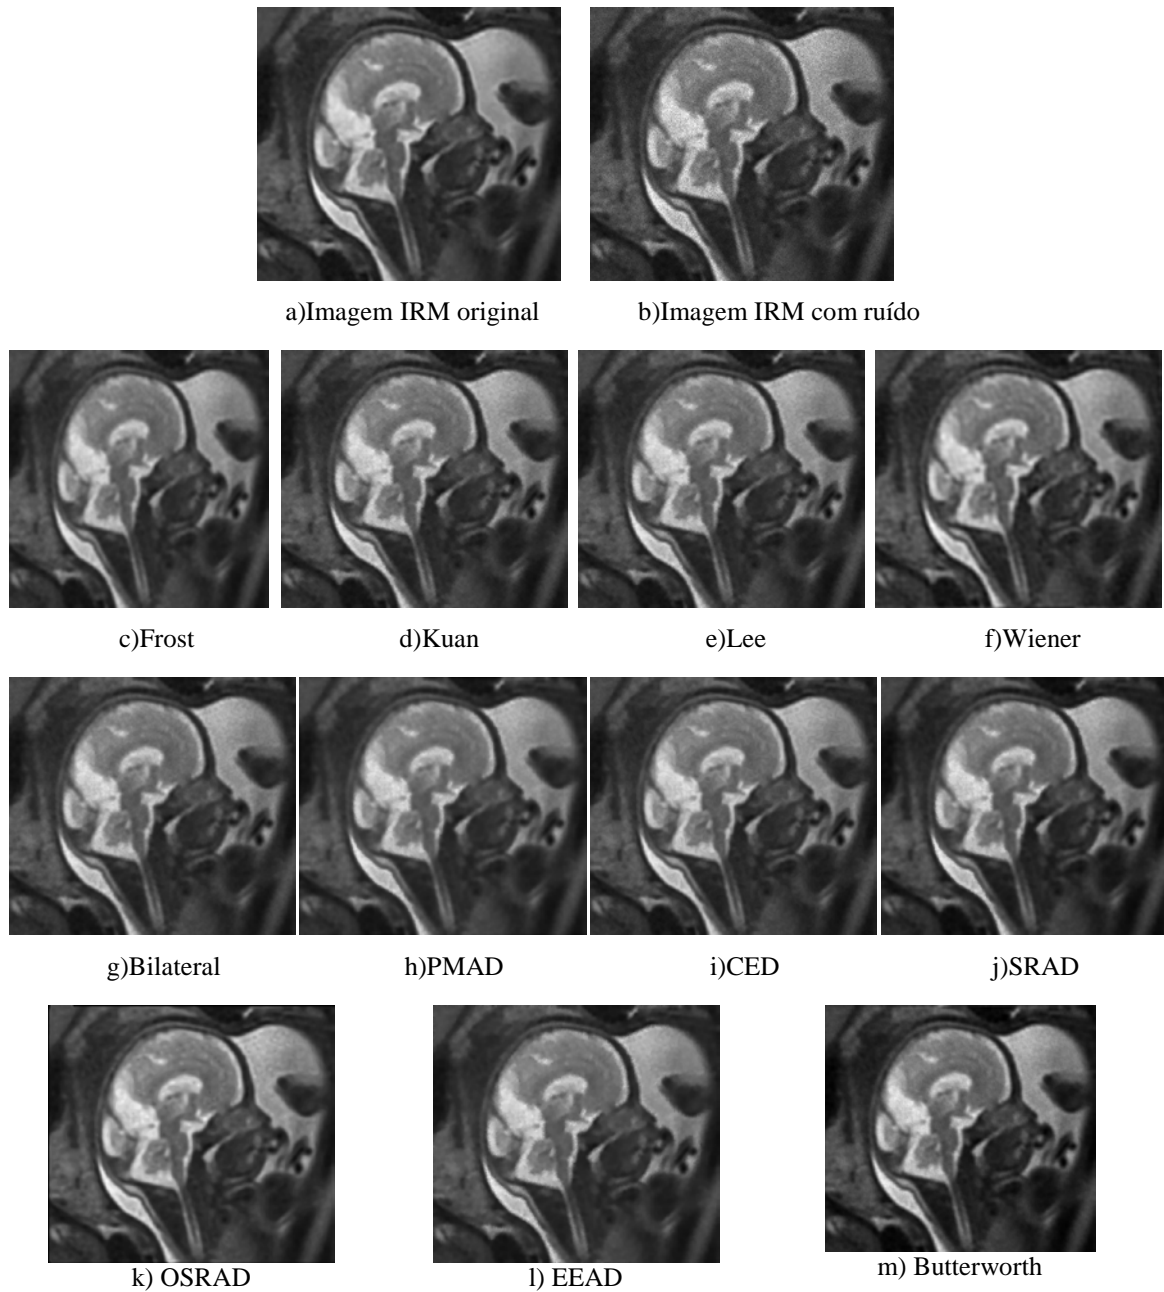 a)Imagem IRM original
b)Imagem IRM com ruído
c)Frost
d)Kuan
e)Lee
f)Wiener
g)Bilateral
h)PMAD
i)CED
j)SRAD
k) OSRAD
l) EEAD
m) Butterworth